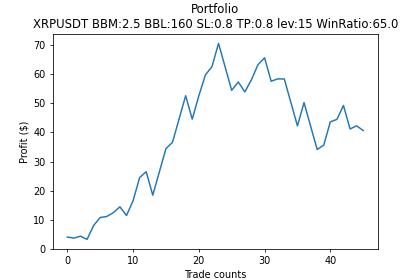 Portfolio
XRPUSDT BBM:2.5 BBL:160 SL:0.8 TP:0.8 lev:15 WinRatio:65.0
70
60
50
40
30
20
10
0
Profit ($)
0 10 20 30 40
Trade counts